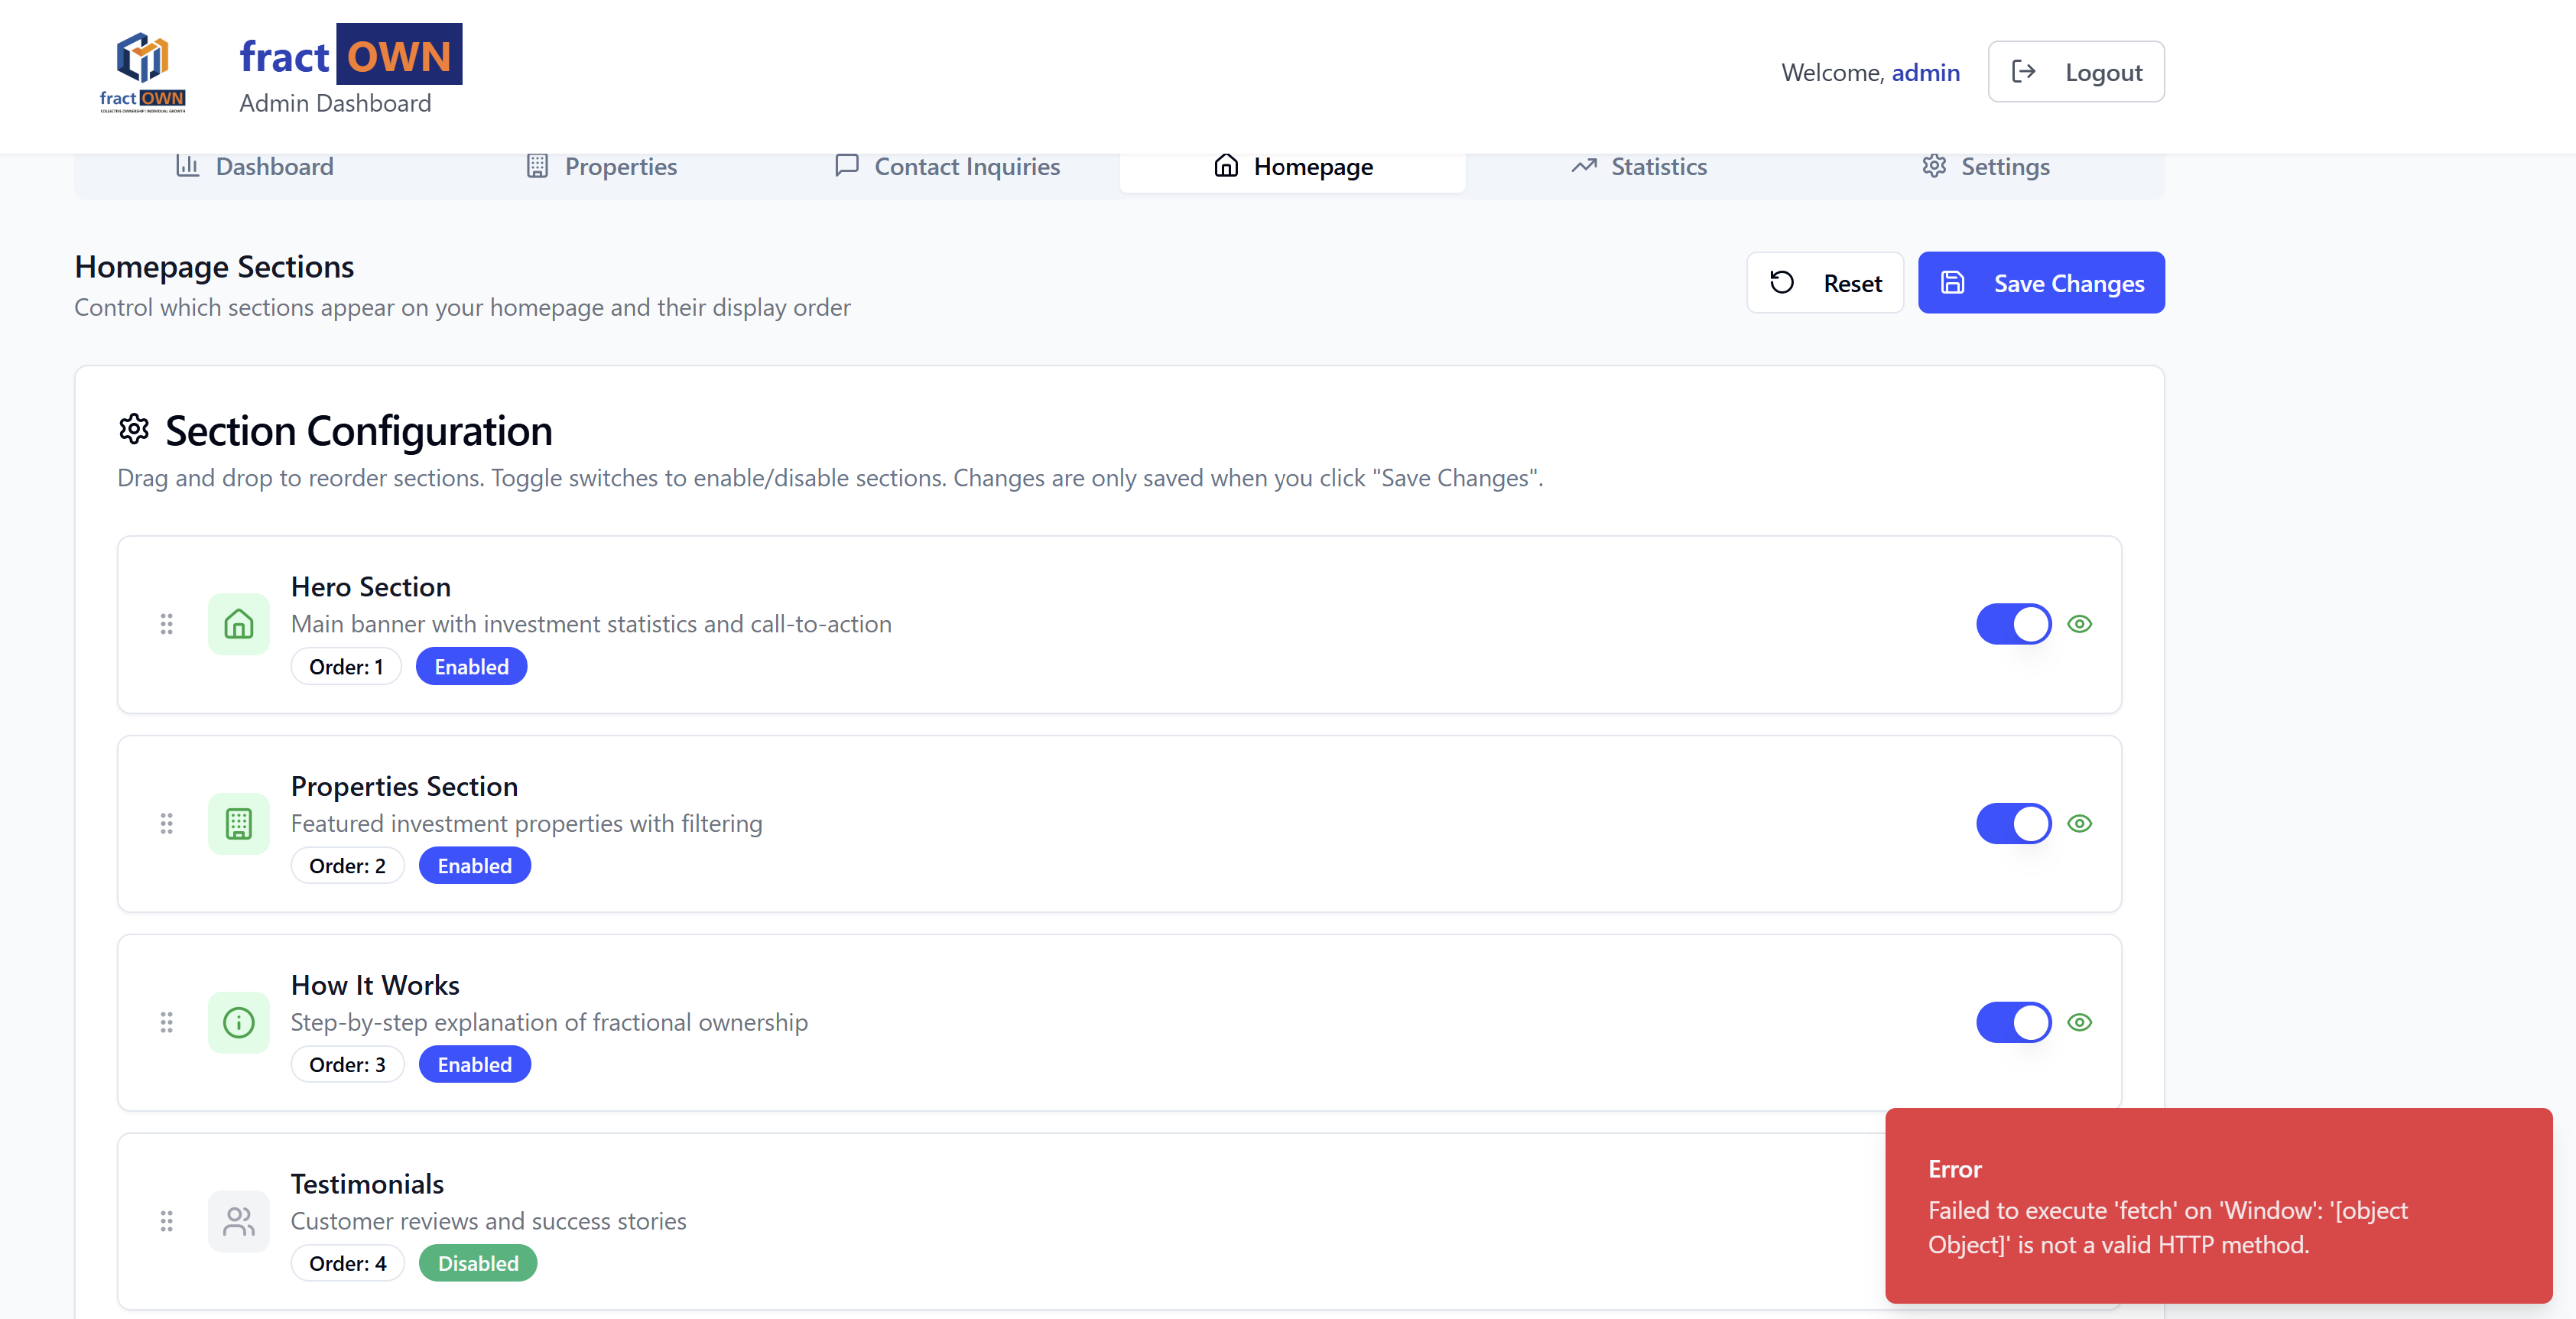 fract OWN
COLLECTIVE OWNERSHIP | INDIVIDUAL GROWTH
fract OWN
Admin Dashboard
Welcome, admin
Logout
Dashboard
Properties
Contact Inquiries
Homepage
Statistics
Settings
Homepage Sections
Control which sections appear on your homepage and their display order
Reset
Save Changes
Section Configuration
Drag and drop to reorder sections. Toggle switches to enable/disable sections. Changes are only saved when you click "Save Changes".
Hero Section
Main banner with investment statistics and call-to-action
Order: 1
Enabled
Properties Section
Featured investment properties with filtering
Order: 2
Enabled
How It Works
Step-by-step explanation of fractional ownership
Order: 3
Enabled
Testimonials
Customer reviews and success stories
Order: 4
Disabled
Error
Failed to execute 'fetch' on 'Window': '[object
Object]' is not a valid HTTP method.